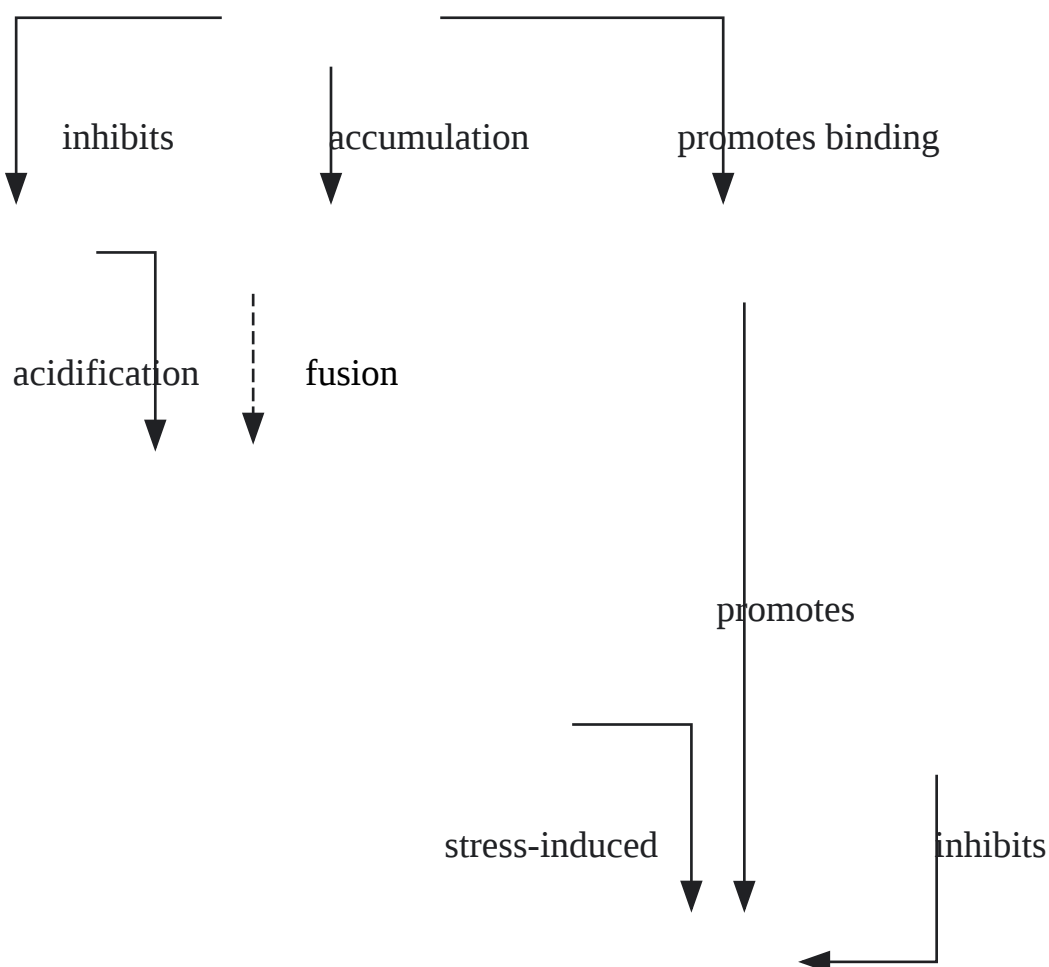 inhibits
accumulation
promotes binding
acidification
fusion
promotes
stress-induced
inhibits